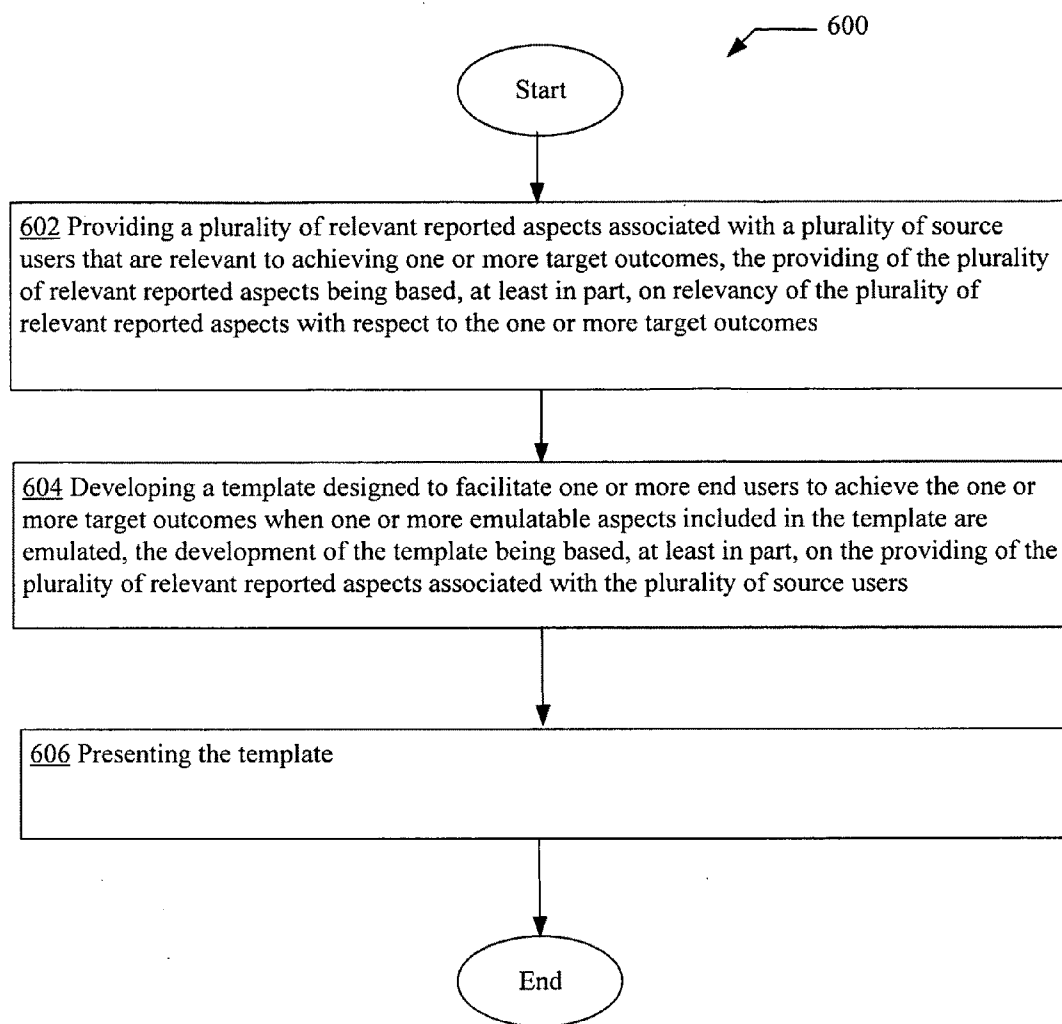 600
Start
602 Providing a plurality of relevant reported aspects associated with a plurality of source
users that are relevant to achieving one or more target outcomes, the providing of the plurality
of relevant reported aspects being based, at least in part, on relevancy of the plurality of
relevant reported aspects with respect to the one or more target outcomes
604 Developing a template designed to facilitate one or more end users to achieve the one or
more target outcomes when one or more emulatable aspects included in the template are
emulated, the development of the template being based, at least in part, on the providing of the
plurality of relevant reported aspects associated with the plurality of source users
606 Presenting the template
End